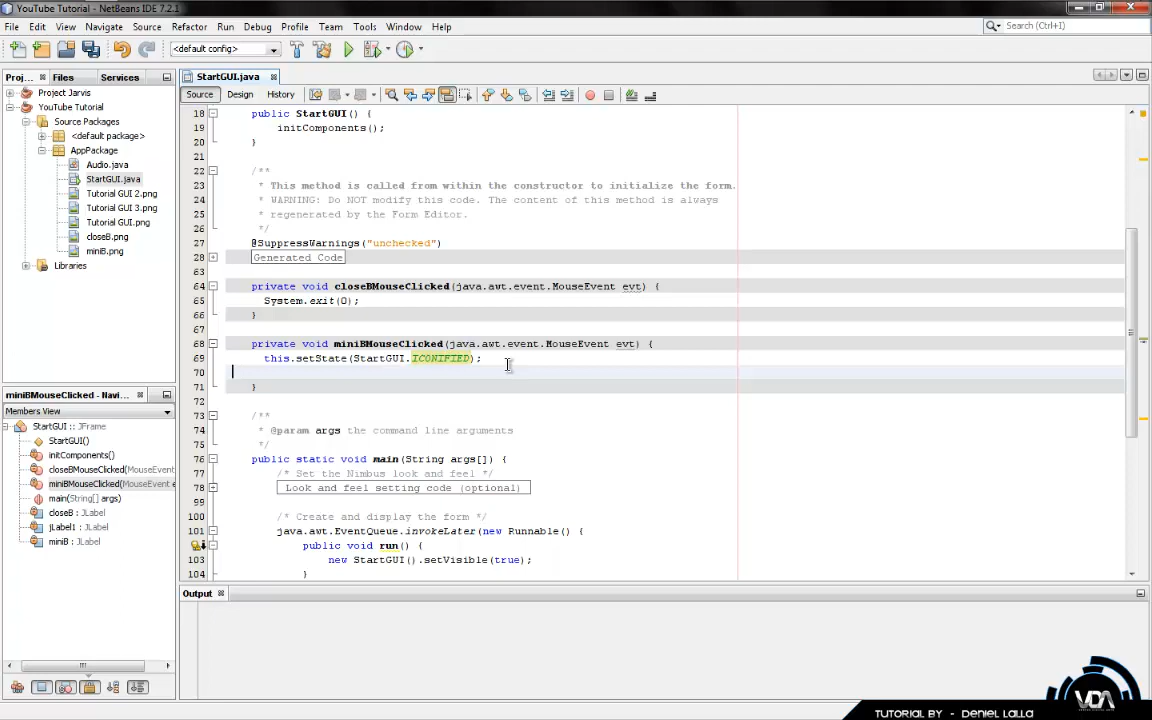 YouTube Tutorial - NetBeans IDE 7.2.1
File Edit View Navigate Source Refactor Run Debug Profile Team Tools Window Help
Search (Ctrl+I)
<default config>
Proj... Files Services
StartGUI.java
Source Design History
Project Jarvis
YouTube Tutorial
Source Packages
<default package>
AppPackage
Audio.java
StartGUI.java
Tutorial GUI 2.png
Tutorial GUI 3.png
Tutorial GUI.png
closeB.png
miniB.png
Libraries
18 public StartGUI() {
19 initComponents();
20 }
21
22 /**
23 * This method is called from within the constructor to initialize the form.
24 * WARNING: Do NOT modify this code. The content of this method is always
25 * regenerated by the Form Editor.
26 */
27 @SuppressWarnings("unchecked")
28 Generated Code
63
64 private void closeBMouseClicked(java.awt.event.MouseEvent evt) {
65 System.exit(0);
66 }
67
68 private void miniBMouseClicked(java.awt.event.MouseEvent evt) {
69 this.setState(StartGUI.ICONIFIED);
70
71 }
72
73 /**
74 * @param args the command line arguments
75 */
76 public static void main(String args[]) {
77 /* Set the Nimbus look and feel */
78 Look and feel setting code (optional)
99
100 /* Create and display the form */
101 java.awt.EventQueue.invokeLater(new Runnable() {
public void run() {
103 new StartGUI().setVisible(true);
104 }
miniBMouseClicked - Navi...
Members View
StartGUI :: JFrame
StartGUI()
initComponents()
closeBMouseClicked(MouseEvent
miniBMouseClicked(MouseEvent e
main(String[] args)
closeB : JLabel
jLabel1 : JLabel
miniB : JLabel
Output
VDA
TUTORIAL BY - DENIEL LALLA